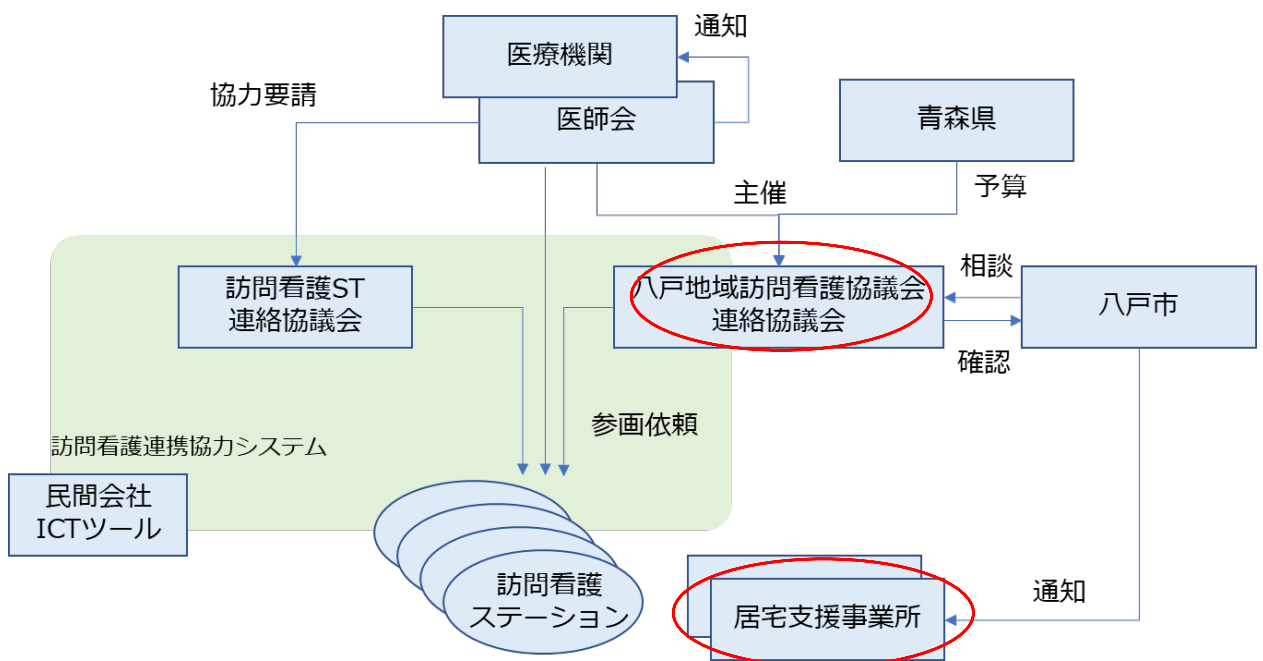 通知
医療機関
協力要請
医師会
青森県
主催
予算
訪問看護ST
連絡協議会
八戸地域訪問看護協議会
連絡協議会
相談
八戸市
確認
参画依頼
訪問看護連携協力システム
民間会社
ICTツール
訪問看護
ステーション
通知
居宅支援事業所